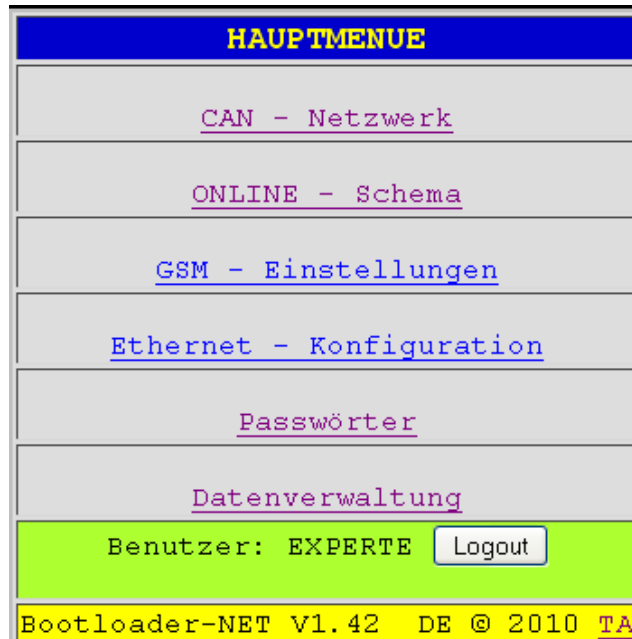 HAUPTMENUE
CAN - Netzwerk
ONLINE - Schema
GSM - Einstellungen
Ethernet - Konfiguration
Passwörter
Datenverwaltung
Benutzer: EXPERTE Logout
Bootloader-NET V1.42 DE © 2010 TA